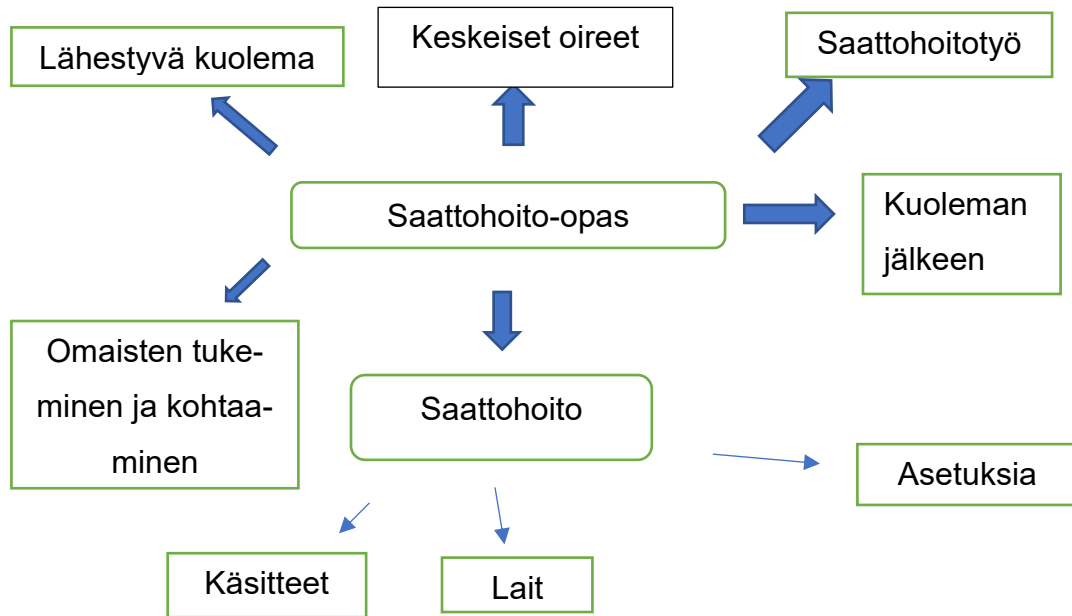 Lähestyvä kuolema
Keskeiset oireet
Saattohoitotyö
Saattohoito-opas
Kuoleman
jälkeen
Omaisten tuke-
minen ja kohtaa-
minen
Saattohoito
Asetuksia
Käsitteet
Lait